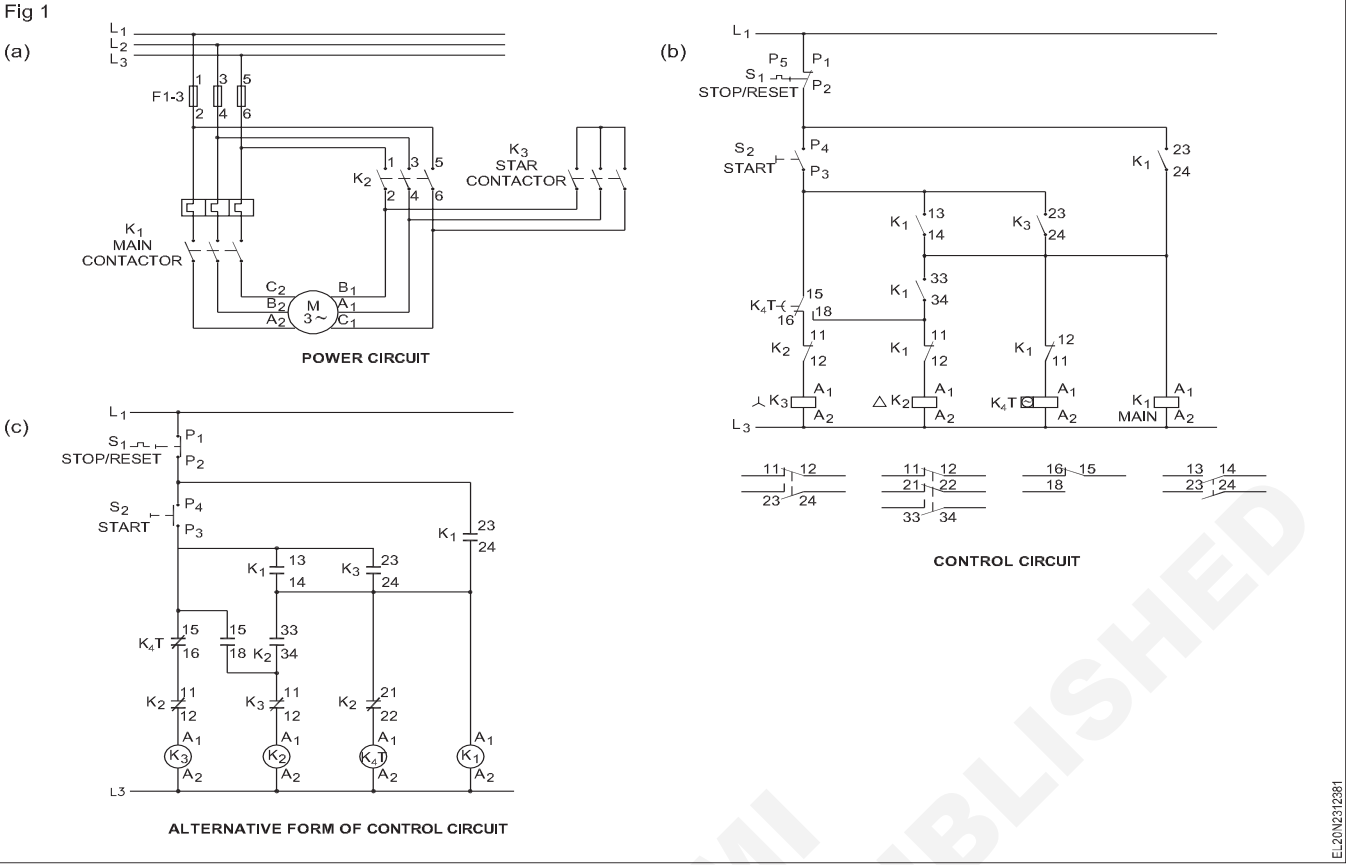 Fig 1
(a)
L1
L2
L3
1 3 5
F1-3
2 4 6
K3
STAR
CONTACTOR
1 3 5
K2
2 4 6
K1
MAIN
CONTACTOR
C2 B1
B2 M A1
A2 3~ C1
POWER CIRCUIT
(b)
L1
P5 P1
S1
STOP/RESET P2
S2 P4
START P3
K1 23
24
K1 13
14
K3 23
24
K1 33
34
K4T 15
16 18
K2 11
12
K1 11
12
K1 12
11
K3 A1
A2
K2 A1
A2
K4T A1
A2
K1 A1
MAIN A2
L3
11 12
23 24
11 12
21 22
33 34
16 15
18
13 14
23 24
CONTROL CIRCUIT
(c)
L1
S1 P1
STOP/RESET P2
S2 P4
START P3
K1 23
24
K1 13
14
K3 23
24
K4T 15
16
15
18
33
K2 34
K2 11
12
K3 11
12
K2 21
22
A1 A1 A1 A1
K3 K2 K4T K1
A2 A2 A2 A2
L3
ALTERNATIVE FORM OF CONTROL CIRCUIT
EL20N2312381